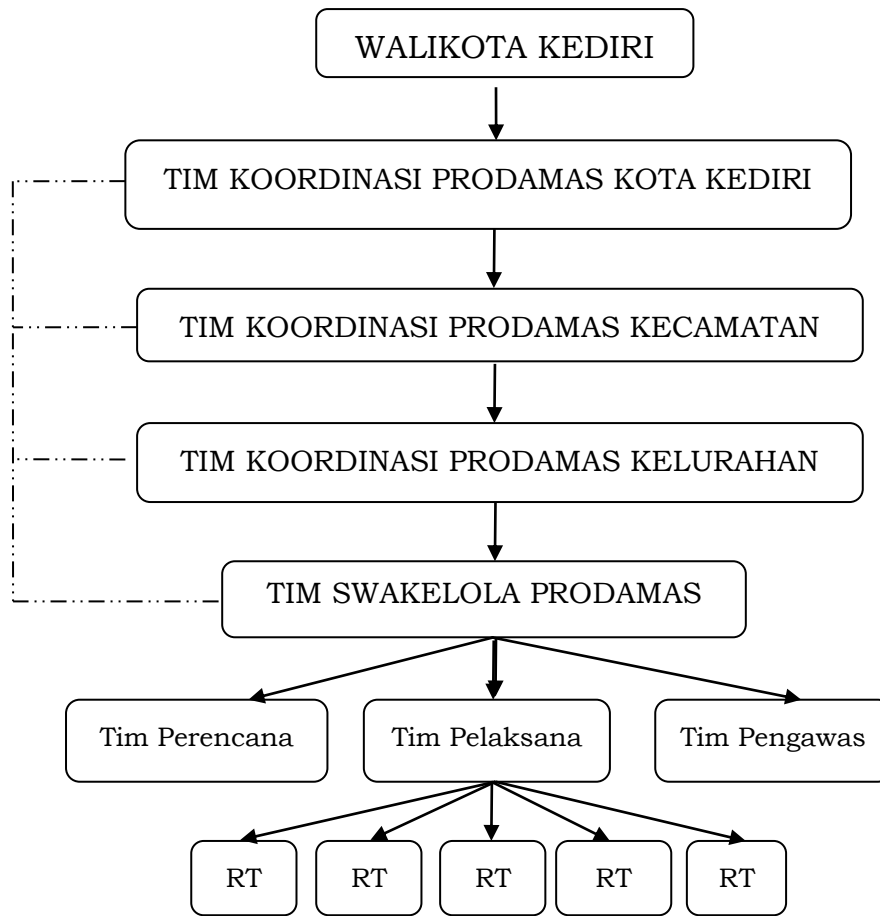 WALIKOTA KEDIRI
TIM KOORDINASI PRODAMAS KOTA KEDIRI
TIM KOORDINASI PRODAMAS KECAMATAN
TIM KOORDINASI PRODAMAS KELURAHAN
TIM SWAKELOLA PRODAMAS
Tim Perencana
Tim Pelaksana
Tim Pengawas
RT
RT
RT
RT
RT